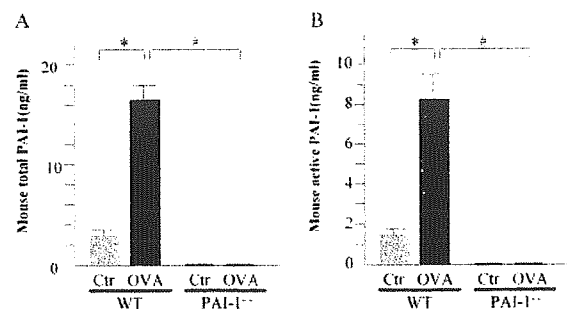 A
Mouse total PAI-1(ng/ml)
20
10
0
*
#
Ctr OVA Ctr OVA
WT PAI-1-/-
B
Mouse active PAI-1(ng/ml)
10
8
6
4
2
0
*
#
Ctr OVA Ctr OVA
WT PAI-1-/-